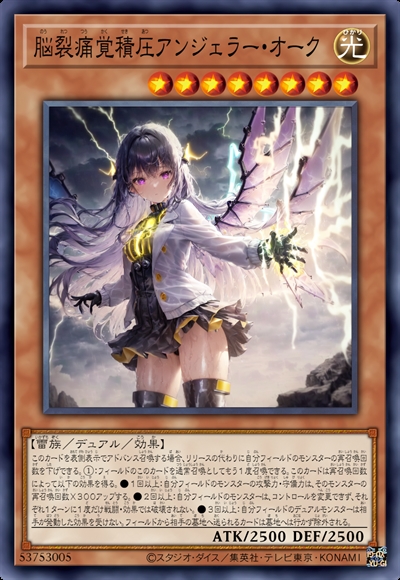 脳裂痛覚積圧アンジェラー・オーク
光
【雷族／デュアル／効果】
このカードを表側表示でアドバンス召喚する場合、リリースの代わりに自分フィールドのモンスターの再召喚回
数を下げできる。①:フィールドのこのカードを通常召喚としてもう１度召喚できる。このカードは再召喚回数
によって以下の効果を得る。●１回以上:自分フィールドのモンスターの攻撃力・守備力は、そのモンスター
の再召喚回数×３００アップする。●２回以上:自分フィールドのモンスターは、コントロールを変更できず、それ
ぞれ１ターンに１度だけ戦闘・効果では破壊されない。●３回以上:自分フィールドのデュアルモンスターは相
手が発動した効果を受けない。フィールドから相手の墓地へ送られるカードは墓地へは行かず除外される。
ATK/2500 DEF/2500
53753005
©スタジオ・ダイス／集英社・テレビ東京・KONAMI